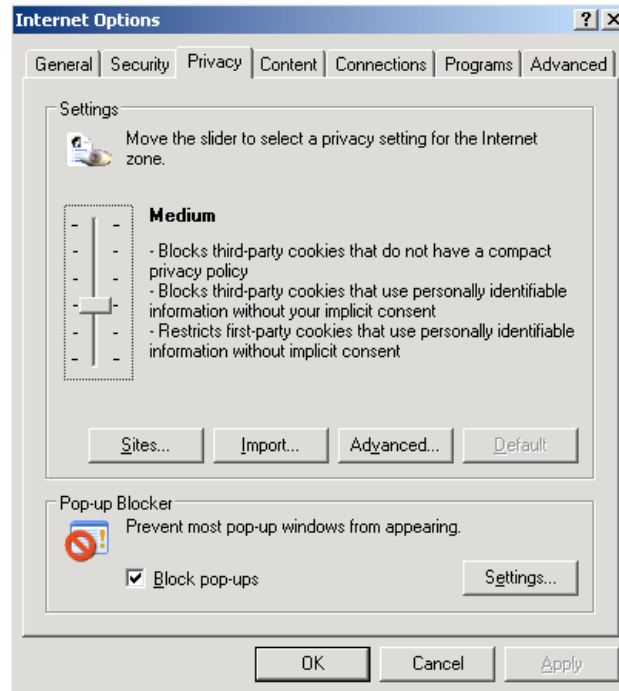 Internet Options
General Security Privacy Content Connections Programs Advanced
Settings
Move the slider to select a privacy setting for the Internet
zone.
Medium
- Blocks third-party cookies that do not have a compact
privacy policy
- Blocks third-party cookies that use personally identifiable
information without your implicit consent
- Restricts first-party cookies that use personally identifiable
information without implicit consent
Sites... Import... Advanced... Default
Pop-up Blocker
Prevent most pop-up windows from appearing.
Block pop-ups Settings...
OK Cancel Apply